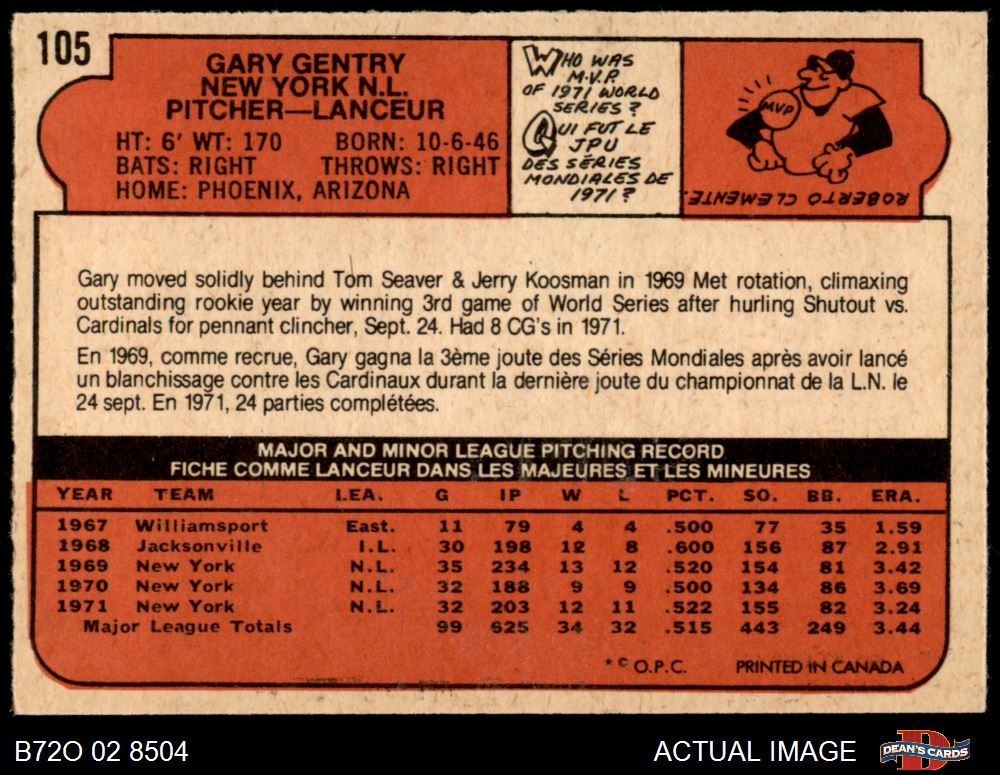 105
GARY GENTRY
NEW YORK N.L.
PITCHER—LANCEUR
HT: 6' WT: 170 BORN: 10-6-46
BATS: RIGHT THROWS: RIGHT
HOME: PHOENIX, ARIZONA
WHO WAS
M.V.P.
OF 1971 WORLD
SERIES?
QUI FUT LE
JPU
DES SÉRIES
MONDIALES DE
1971?
MVP
ROBERTO CLEMENTE.
Gary moved solidly behind Tom Seaver & Jerry Koosman in 1969 Met rotation, climaxing
outstanding rookie year by winning 3rd game of World Series after hurling Shutout vs.
Cardinals for pennant clincher, Sept. 24. Had 8 CG's in 1971.
En 1969, comme recrue, Gary gagna la 3ème joute des Séries Mondiales après avoir lancé
un blanchissage contre les Cardinaux durant la dernière joute du championnat de la L.N. le
24 sept. En 1971, 24 parties complétées.
MAJOR AND MINOR LEAGUE PITCHING RECORD
FICHE COMME LANCEUR DANS LES MAJEURES ET LES MINEURES
YEAR TEAM LEA. G IP W L PCT. SO. BB. ERA.
1967 Williamsport East. 11 79 4 4 .500 77 35 1.59
1968 Jacksonville I.L. 30 198 12 8 .600 156 87 2.91
1969 New York N.L. 35 234 13 12 .520 154 81 3.42
1970 New York N.L. 32 188 9 9 .500 134 86 3.69
1971 New York N.L. 32 203 12 11 .522 155 82 3.24
Major League Totals 99 625 34 32 .515 443 249 3.44
* © O.P.C. PRINTED IN CANADA
B72O 02 8504 ACTUAL IMAGE DEAN'S CARDS